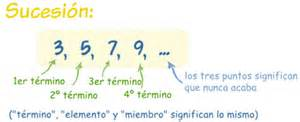 Sucesión:
3, 5, 7, 9, ...
1er término
2º término
3er término
4º término
los tres puntos significan
que nunca acaba
("término", "elemento" y "miembro" significan lo mismo)